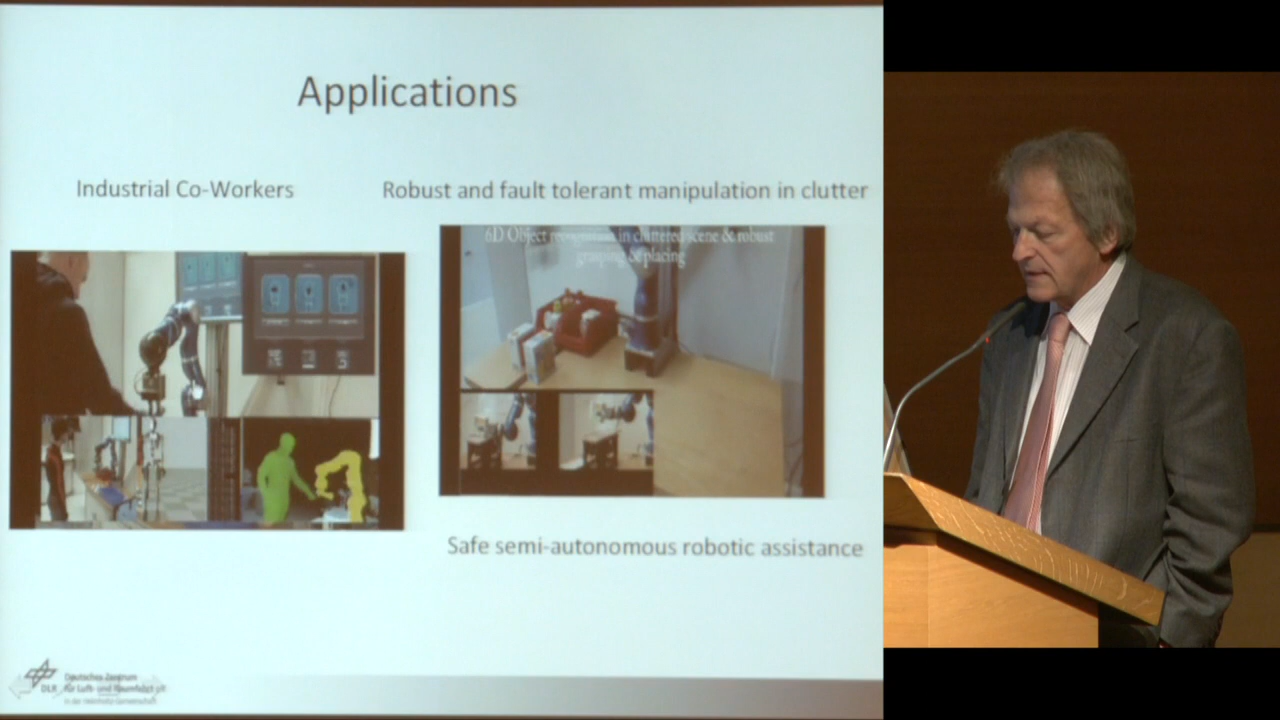 Applications
Industrial Co-Workers
Robust and fault tolerant manipulation in clutter
6D Object recognition in cluttered scene & robust
grasping & placing
Safe semi-autonomous robotic assistance
Deutsches Zentrum
DLR für Luft- und Raumfahrt e.V.
in der Helmholtz-Gemeinschaft